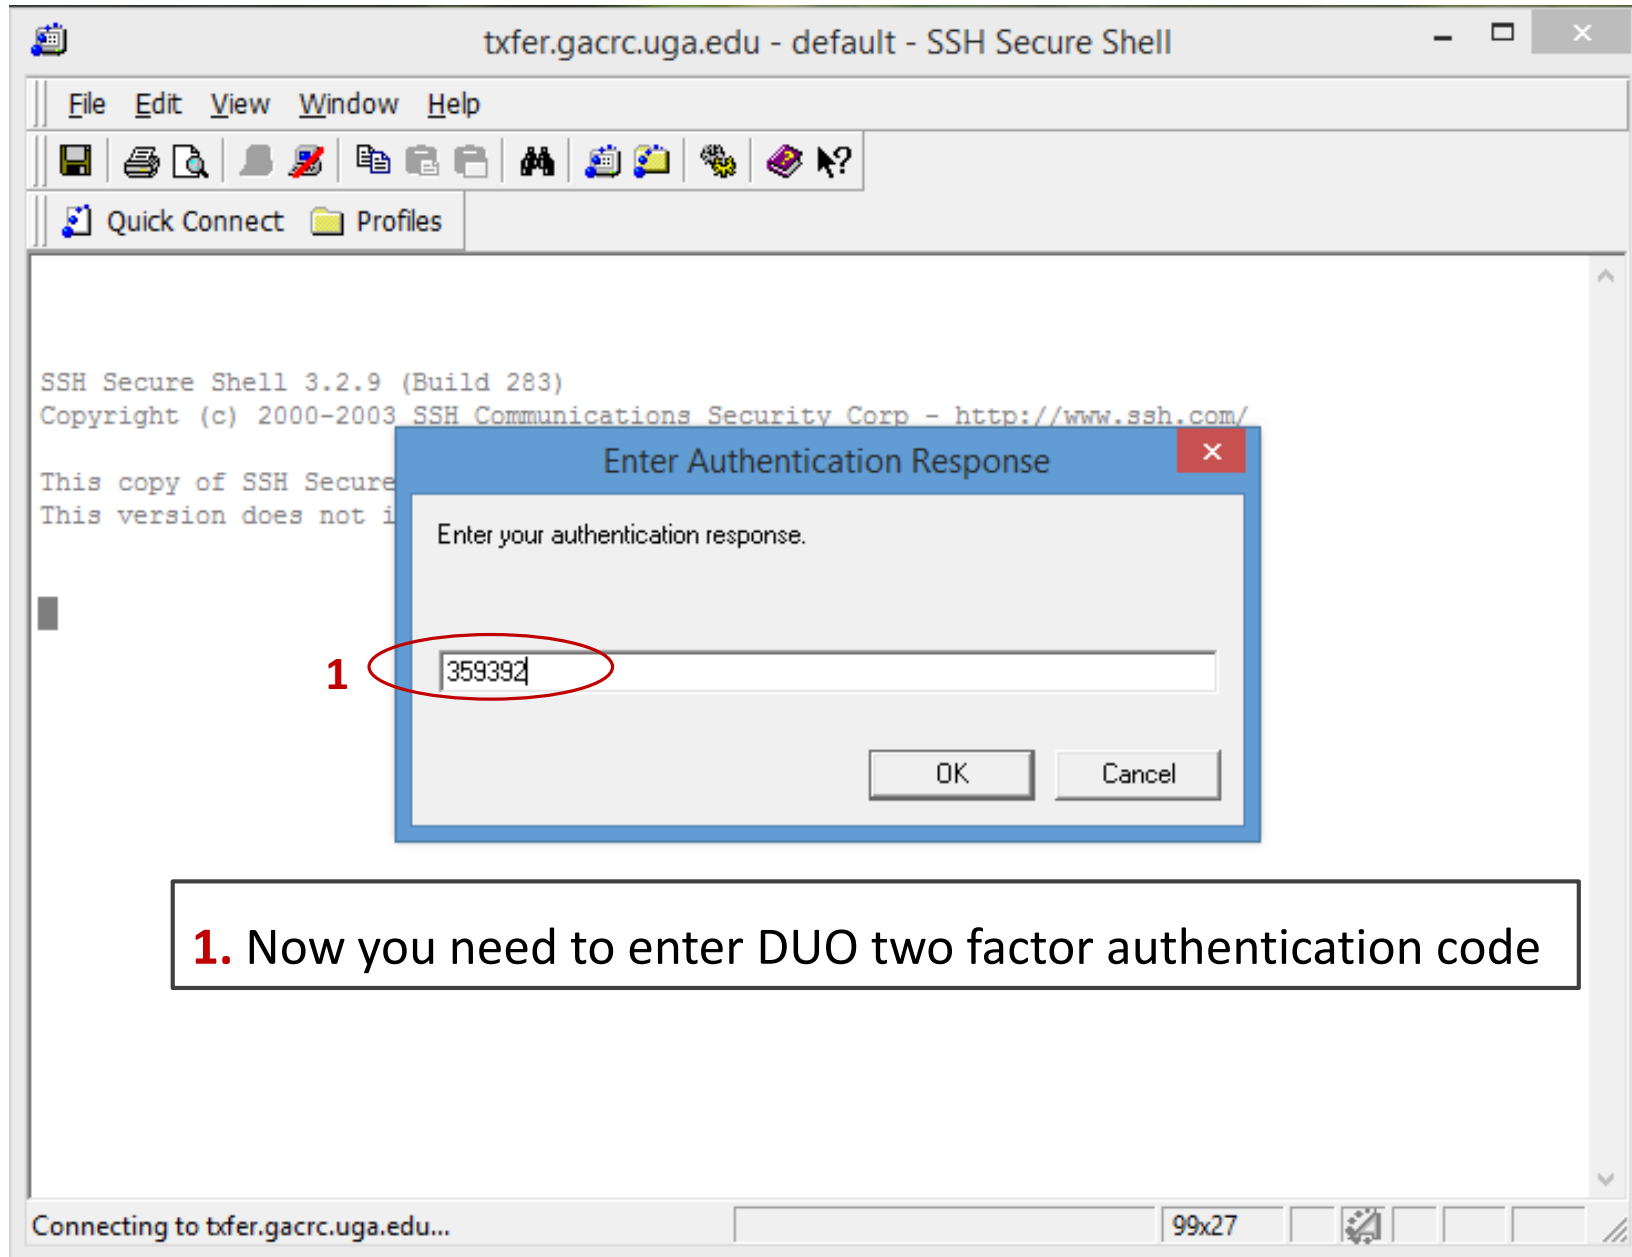 txfer.gacrc.uga.edu - default - SSH Secure Shell
File Edit View Window Help
Quick Connect Profiles
SSH Secure Shell 3.2.9 (Build 283)
Copyright (c) 2000-2003 SSH Communications Security Corp - http://www.ssh.com/
This copy of SSH Secure
This version does not i
Enter Authentication Response
Enter your authentication response.
1
359392
OK Cancel
1. Now you need to enter DUO two factor authentication code
Connecting to txfer.gacrc.uga.edu...
99x27